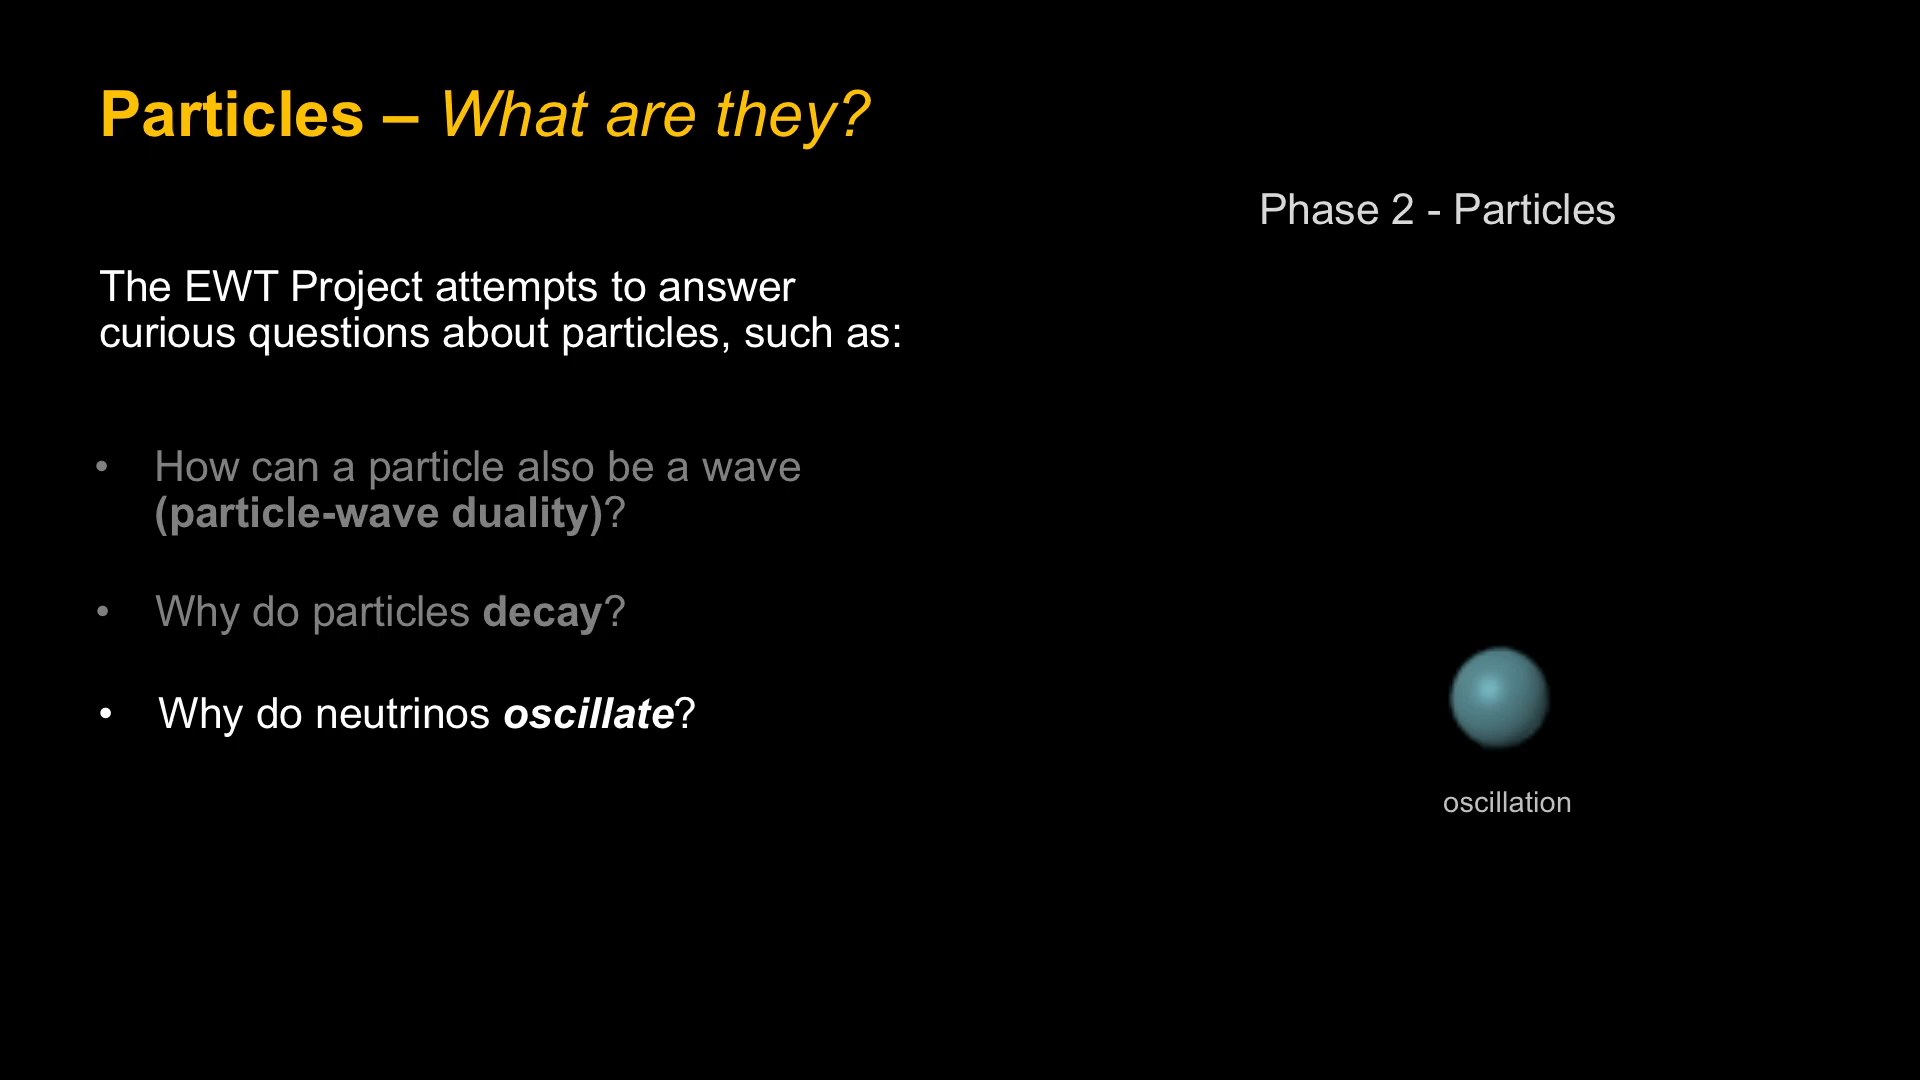 Particles – What are they?
Phase 2 - Particles
The EWT Project attempts to answer
curious questions about particles, such as:
• How can a particle also be a wave
(particle-wave duality)?
• Why do particles decay?
• Why do neutrinos oscillate?
oscillation